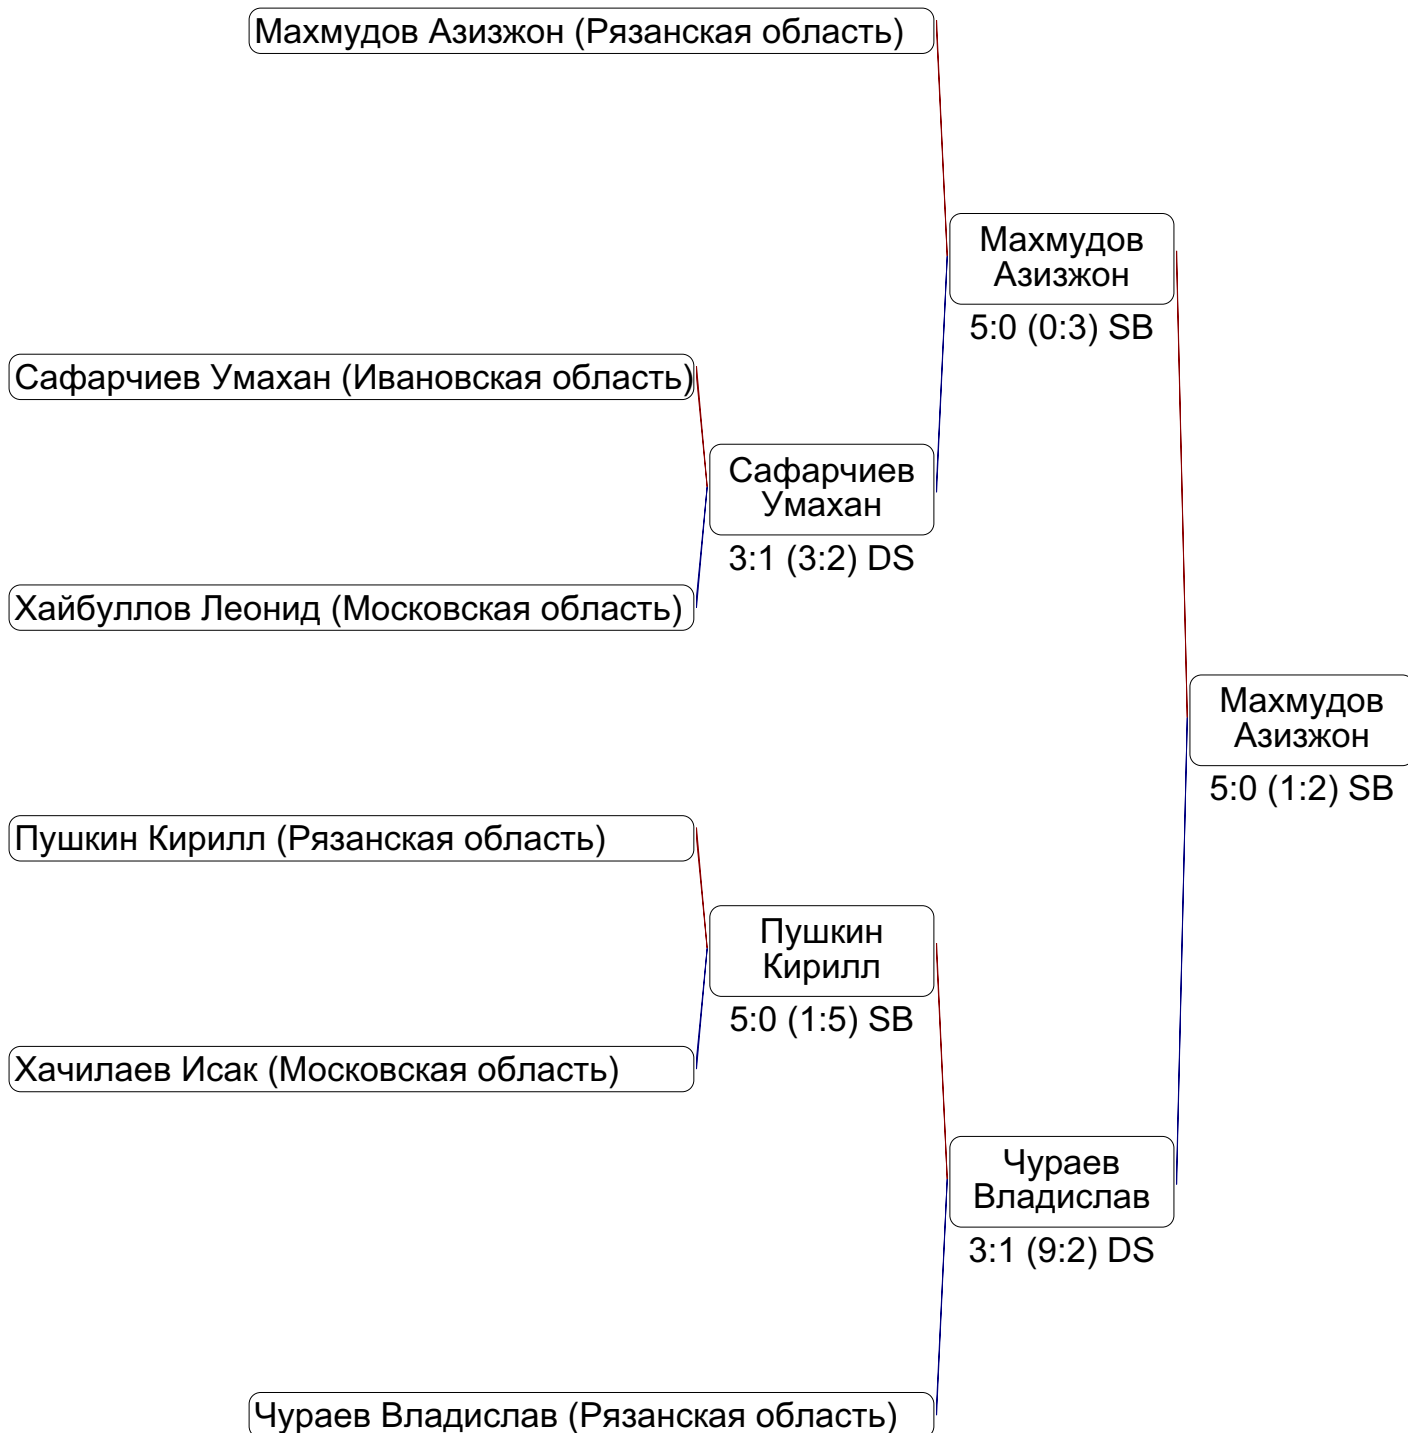 Махмудов Азизжон (Рязанская область)
Махмудов
Азизжон
5:0 (0:3) SB
Сафарчиев Умахан (Ивановская область)
Сафарчиев
Умахан
3:1 (3:2) DS
Хайбуллов Леонид (Московская область)
Махмудов
Азизжон
5:0 (1:2) SB
Пушкин Кирилл (Рязанская область)
Пушкин
Кирилл
5:0 (1:5) SB
Хачилаев Исак (Московская область)
Чураев
Владислав
3:1 (9:2) DS
Чураев Владислав (Рязанская область)